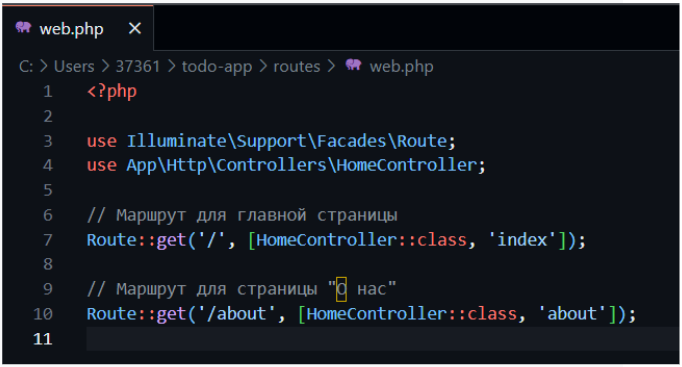 web.php ×
C: > Users > 37361 > todo-app > routes > web.php
1 <?php
2
3 use Illuminate\Support\Facades\Route;
4 use App\Http\Controllers\HomeController;
5
6 // Маршрут для главной страницы
7 Route::get('/', [HomeController::class, 'index']);
8
9 // Маршрут для страницы "О нас"
10 Route::get('/about', [HomeController::class, 'about']);
11